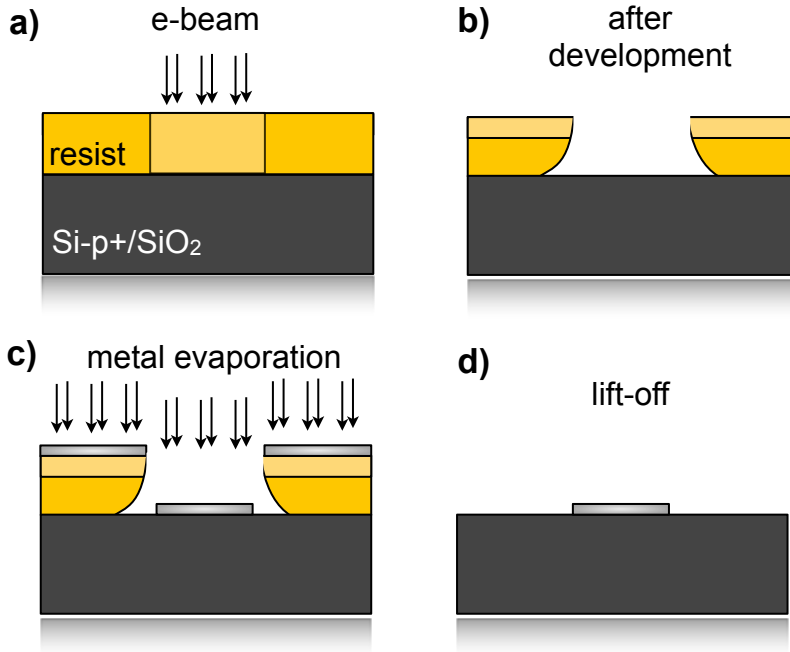 a)
e-beam
resist
Si-p+/SiO₂
b)
after
development
c)
metal evaporation
d)
lift-off